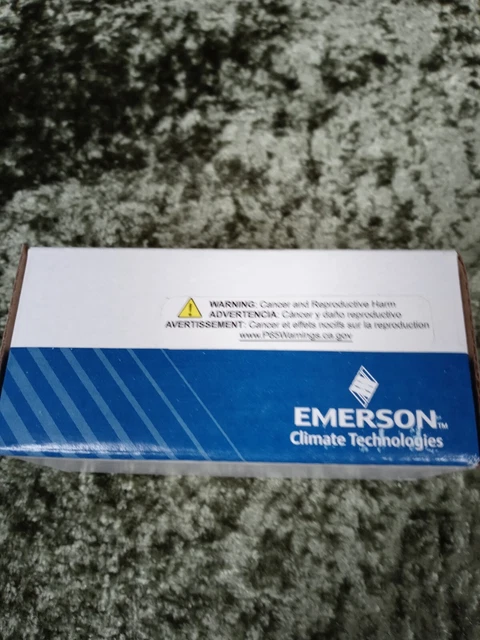 WARNING: Cancer and Reproductive Harm
ADVERTENCIA: Cáncer y daño reproductivo
AVERTISSEMENT: Cancer et effets nocifs sur la reproduction
www.P65Warnings.ca.gov
EMERSON™
Climate Technologies